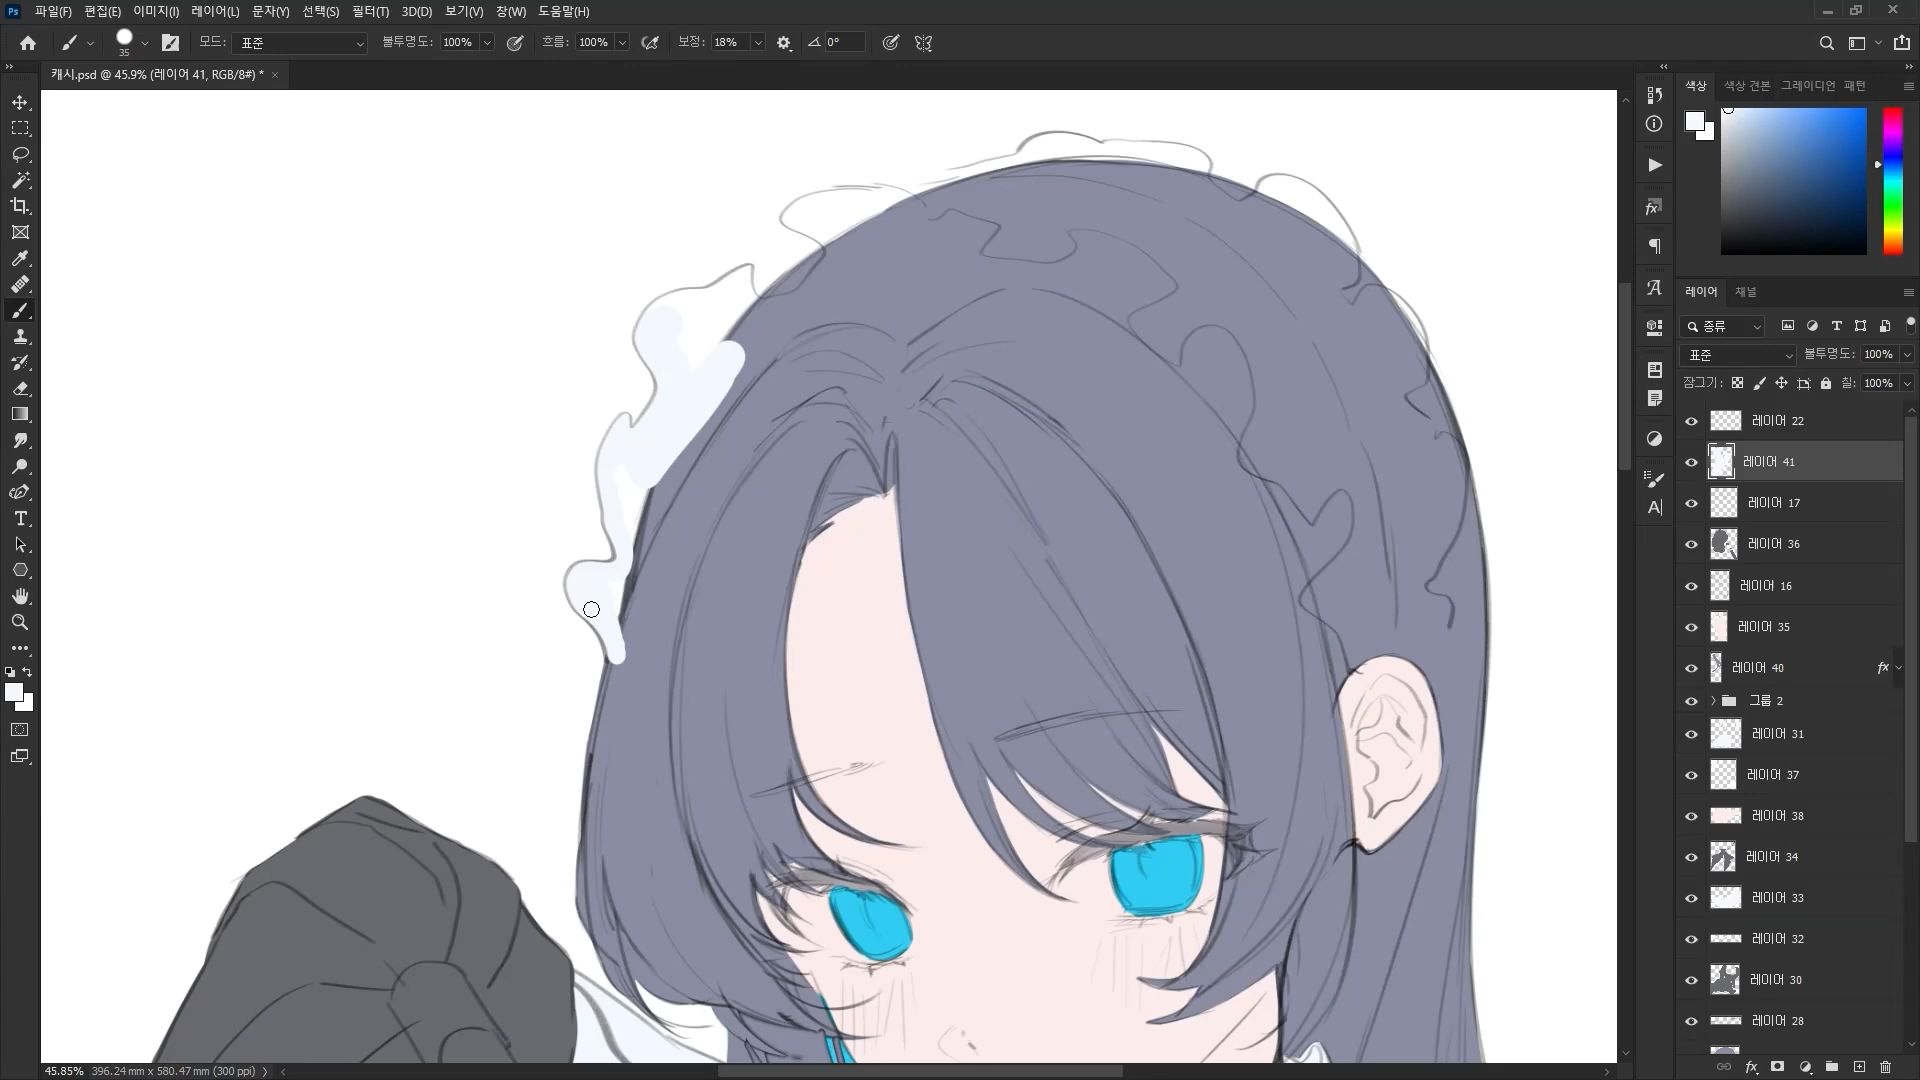 Ps 파일(F) 편집(E) 이미지(I) 레이어(L) 문자(Y) 선택(S) 필터(T) 3D(D) 보기(V) 창(W) 도움말(H)
35 모드: 표준 불투명도: 100% 흐름: 100% 보정: 18% 0°
캐시.psd @ 45.9% (레이어 41, RGB/8#) *
색상 색상 견본 그레이디언 패턴
레이어 채널
종류
표준 불투명도: 100%
잠그기: 칠: 100%
레이어 22
레이어 41
레이어 17
레이어 36
레이어 16
레이어 35
레이어 40 fx
그룹 2
레이어 31
레이어 37
레이어 38
레이어 34
레이어 33
레이어 32
레이어 30
레이어 28
45.85% 396.24 mm x 580.47 mm (300 ppi)